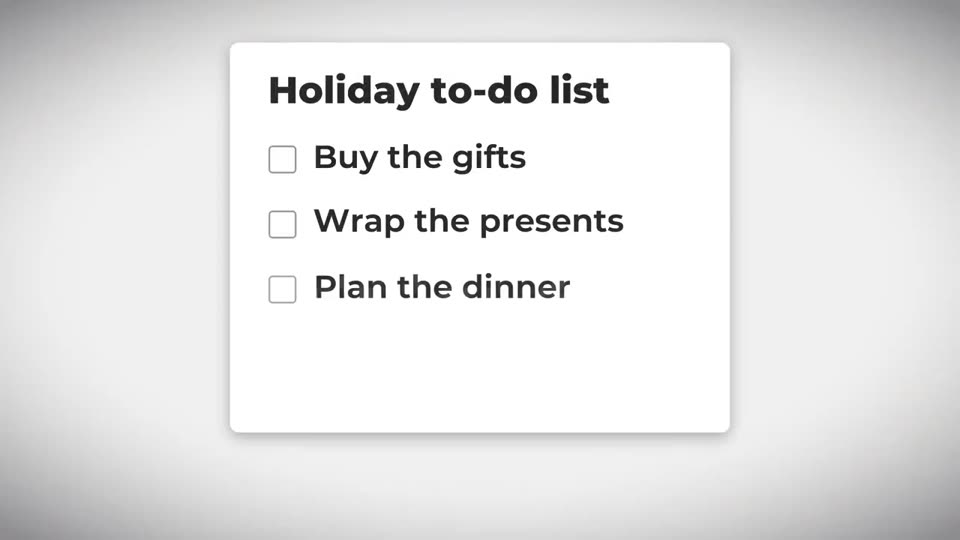 Holiday to-do list
Buy the gifts
Wrap the presents
Plan the dinner